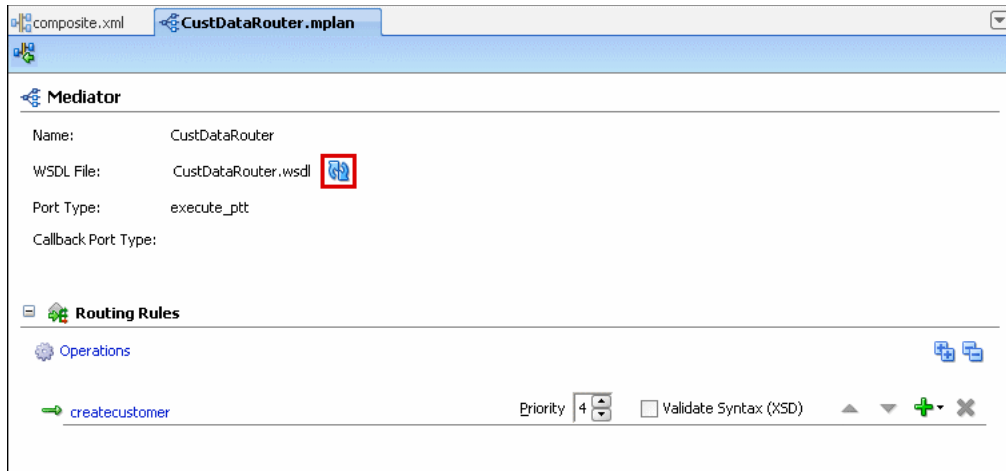 composite.xml CustDataRouter.mplan
Mediator
Name: CustDataRouter
WSDL File: CustDataRouter.wsdl
Port Type: execute_ptt
Callback Port Type:
Routing Rules
Operations
createcustomer Priority 4 Validate Syntax (XSD)